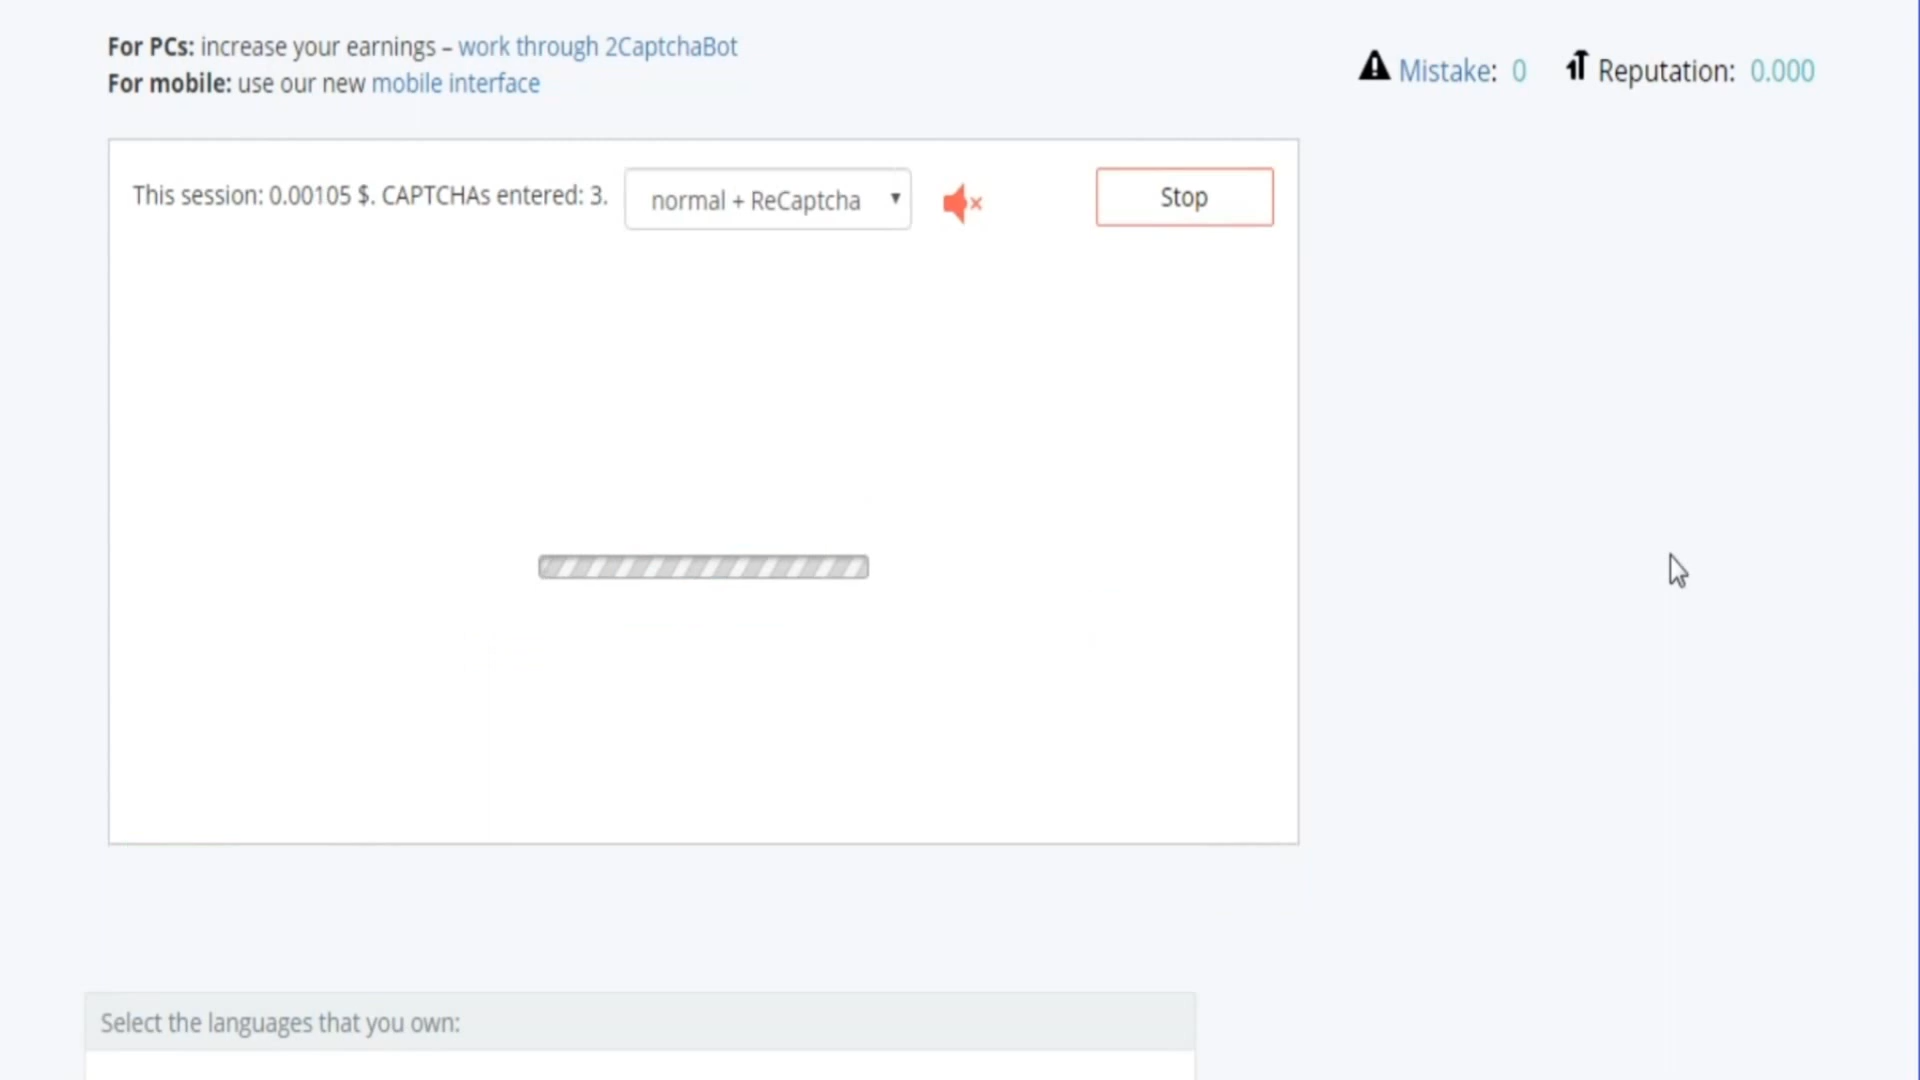 For PCs: increase your earnings – work through 2CaptchaBot
For mobile: use our new mobile interface
Mistake: 0 Reputation: 0.000
This session: 0.00105 $. CAPTCHAs entered: 3. normal + ReCaptcha Stop
Select the languages that you own: